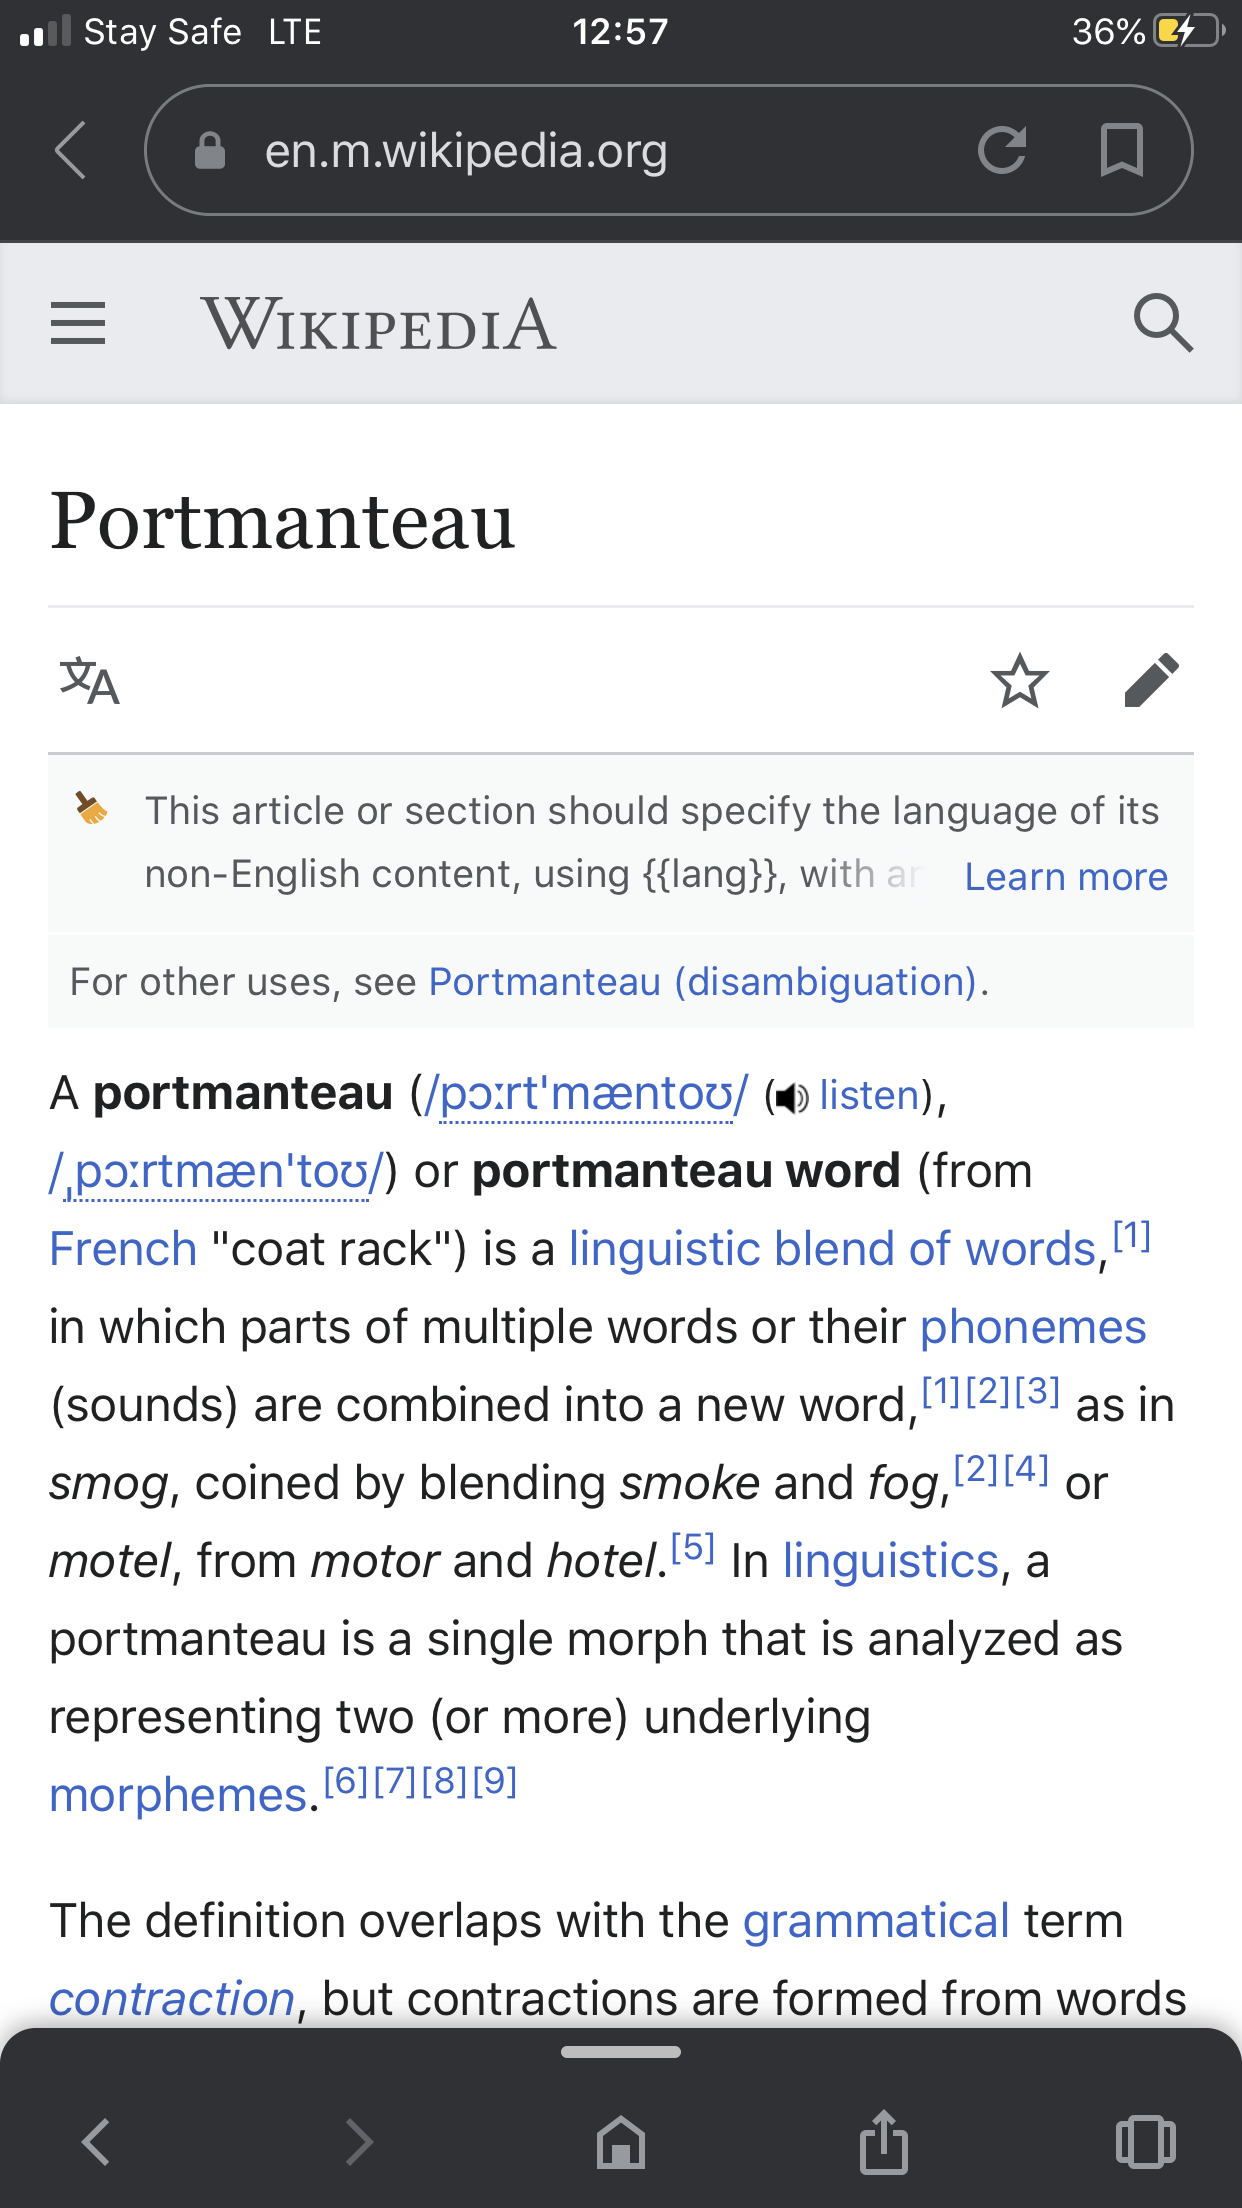 Stay Safe LTE 12:57 36%
en.m.wikipedia.org
WIKIPEDIA
Portmanteau
This article or section should specify the language of its
non-English content, using {{lang}}, with an Learn more
For other uses, see Portmanteau (disambiguation).
A portmanteau (/pɔːrtˈmæntoʊ/ (listen),
/ˌpɔːrtmænˈtoʊ/) or portmanteau word (from
French "coat rack") is a linguistic blend of words,[1]
in which parts of multiple words or their phonemes
(sounds) are combined into a new word,[1][2][3] as in
smog, coined by blending smoke and fog,[2][4] or
motel, from motor and hotel.[5] In linguistics, a
portmanteau is a single morph that is analyzed as
representing two (or more) underlying
morphemes.[6][7][8][9]
The definition overlaps with the grammatical term
contraction, but contractions are formed from words